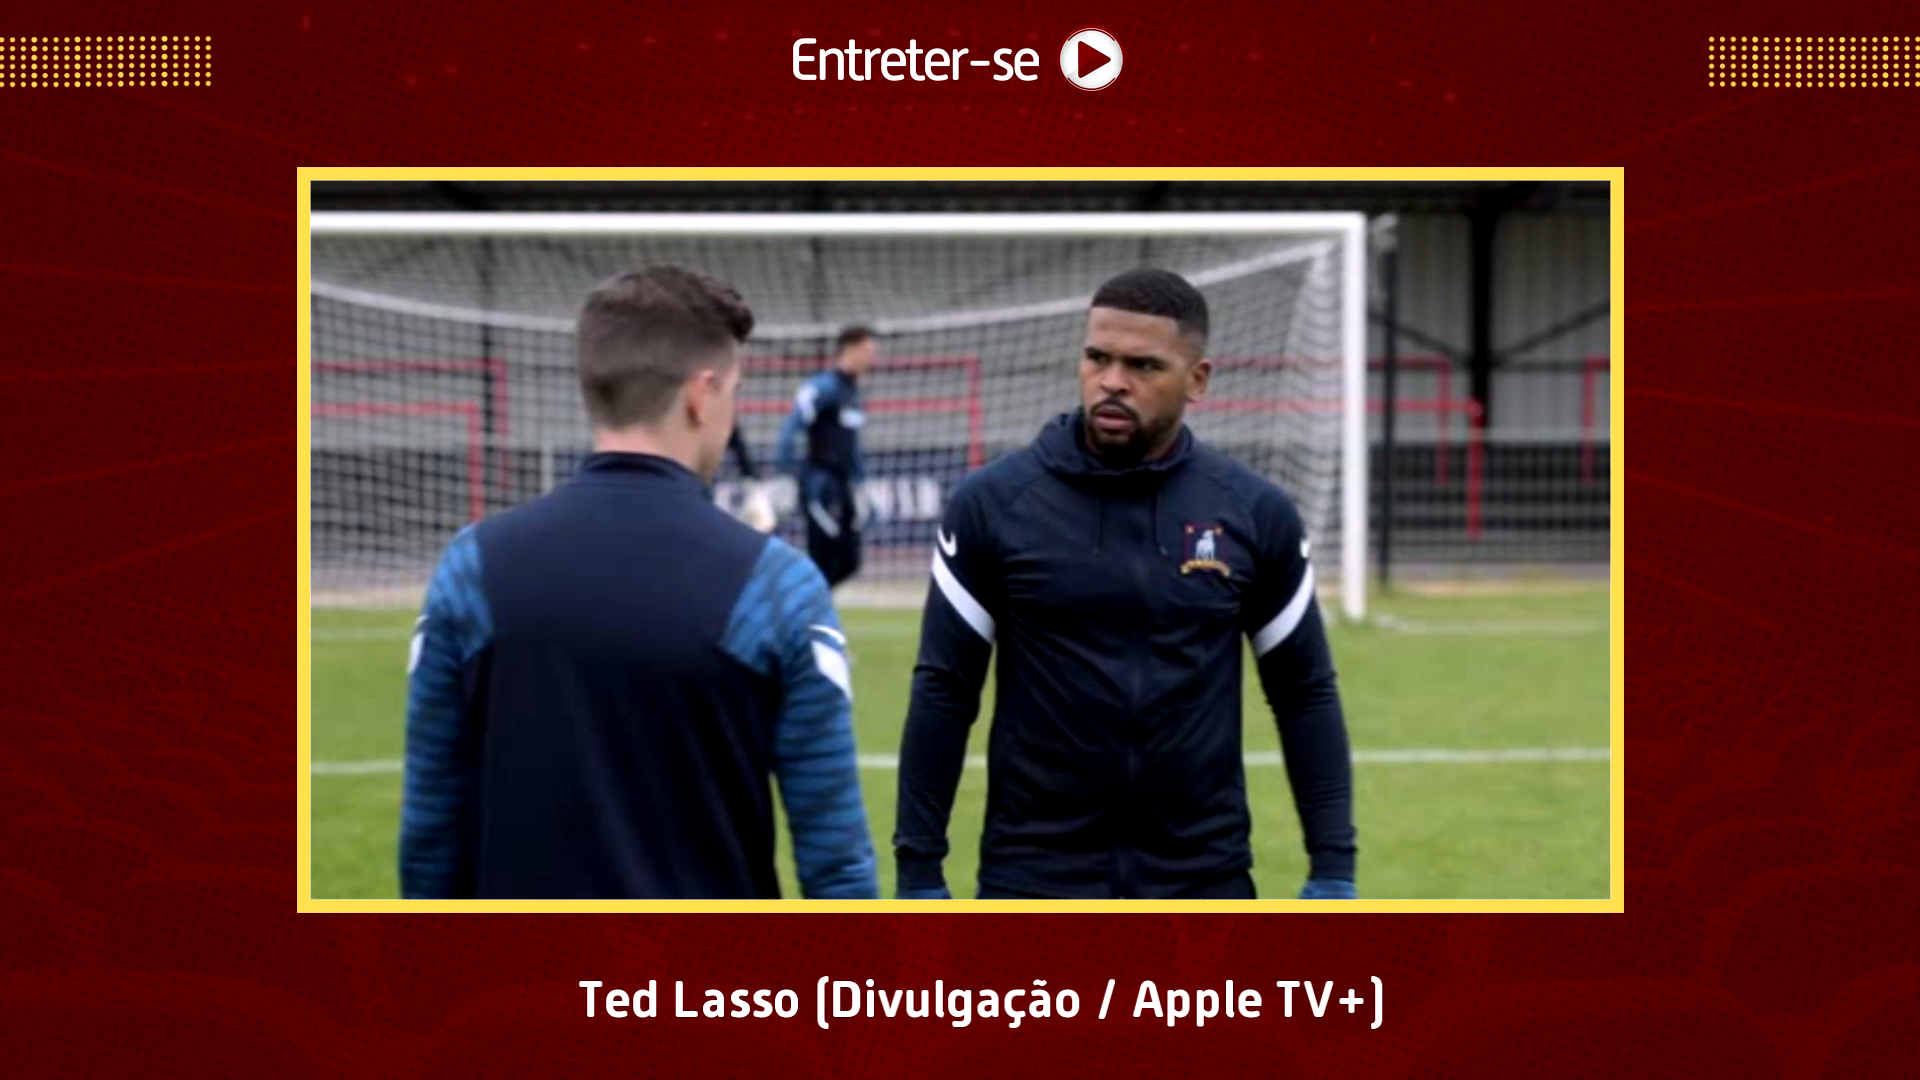 Entreter-se
Ted Lasso (Divulgação / Apple TV+)